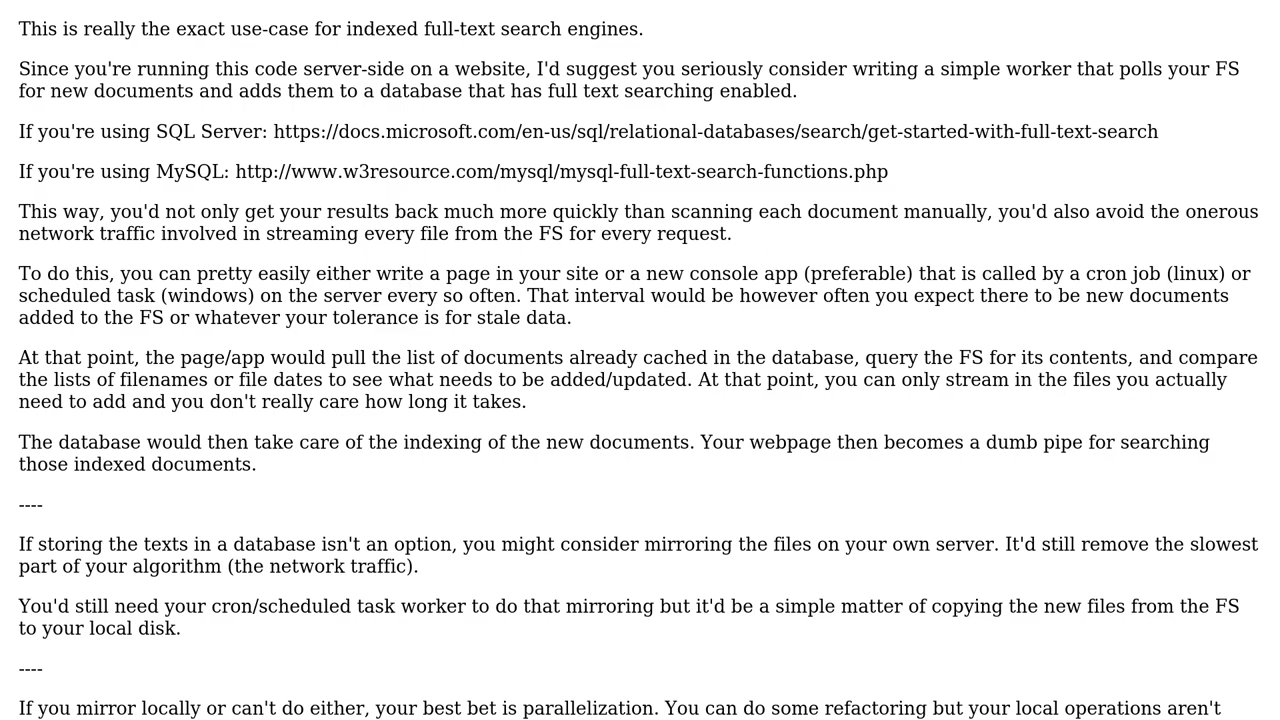 This is really the exact use-case for indexed full-text search engines.
Since you're running this code server-side on a website, I'd suggest you seriously consider writing a simple worker that polls your FS
for new documents and adds them to a database that has full text searching enabled.
If you're using SQL Server: https://docs.microsoft.com/en-us/sql/relational-databases/search/get-started-with-full-text-search
If you're using MySQL: http://www.w3resource.com/mysql/mysql-full-text-search-functions.php
This way, you'd not only get your results back much more quickly than scanning each document manually, you'd also avoid the onerous
network traffic involved in streaming every file from the FS for every request.
To do this, you can pretty easily either write a page in your site or a new console app (preferable) that is called by a cron job (linux) or
scheduled task (windows) on the server every so often. That interval would be however often you expect there to be new documents
added to the FS or whatever your tolerance is for stale data.
At that point, the page/app would pull the list of documents already cached in the database, query the FS for its contents, and compare
the lists of filenames or file dates to see what needs to be added/updated. At that point, you can only stream in the files you actually
need to add and you don't really care how long it takes.
The database would then take care of the indexing of the new documents. Your webpage then becomes a dumb pipe for searching
those indexed documents.
----
If storing the texts in a database isn't an option, you might consider mirroring the files on your own server. It'd still remove the slowest
part of your algorithm (the network traffic).
You'd still need your cron/scheduled task worker to do that mirroring but it'd be a simple matter of copying the new files from the FS
to your local disk.
----
If you mirror locally or can't do either, your best bet is parallelization. You can do some refactoring but your local operations aren't